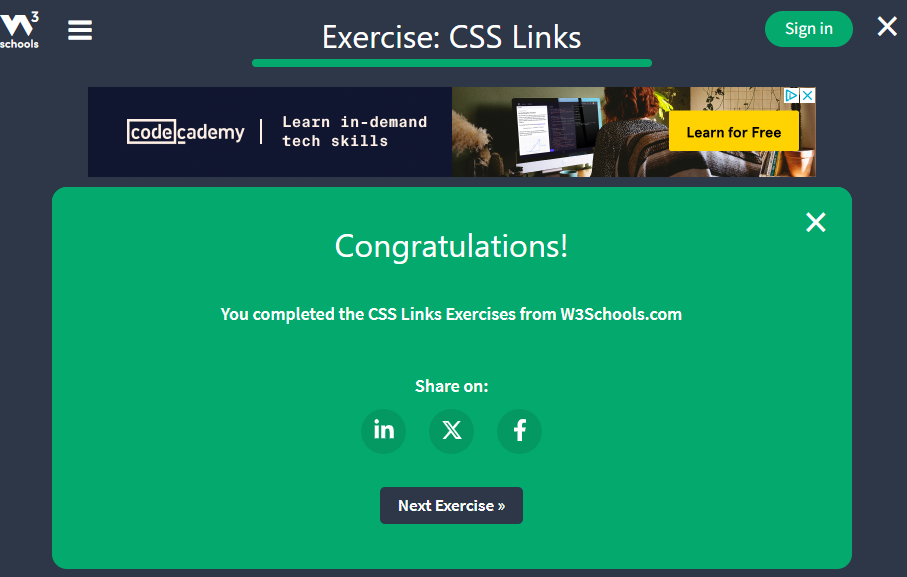 W3
schools
Exercise: CSS Links
Sign in
codecademy
Learn in-demand
tech skills
Learn for Free
Congratulations!
You completed the CSS Links Exercises from W3Schools.com
Share on:
in
X
f
Next Exercise »